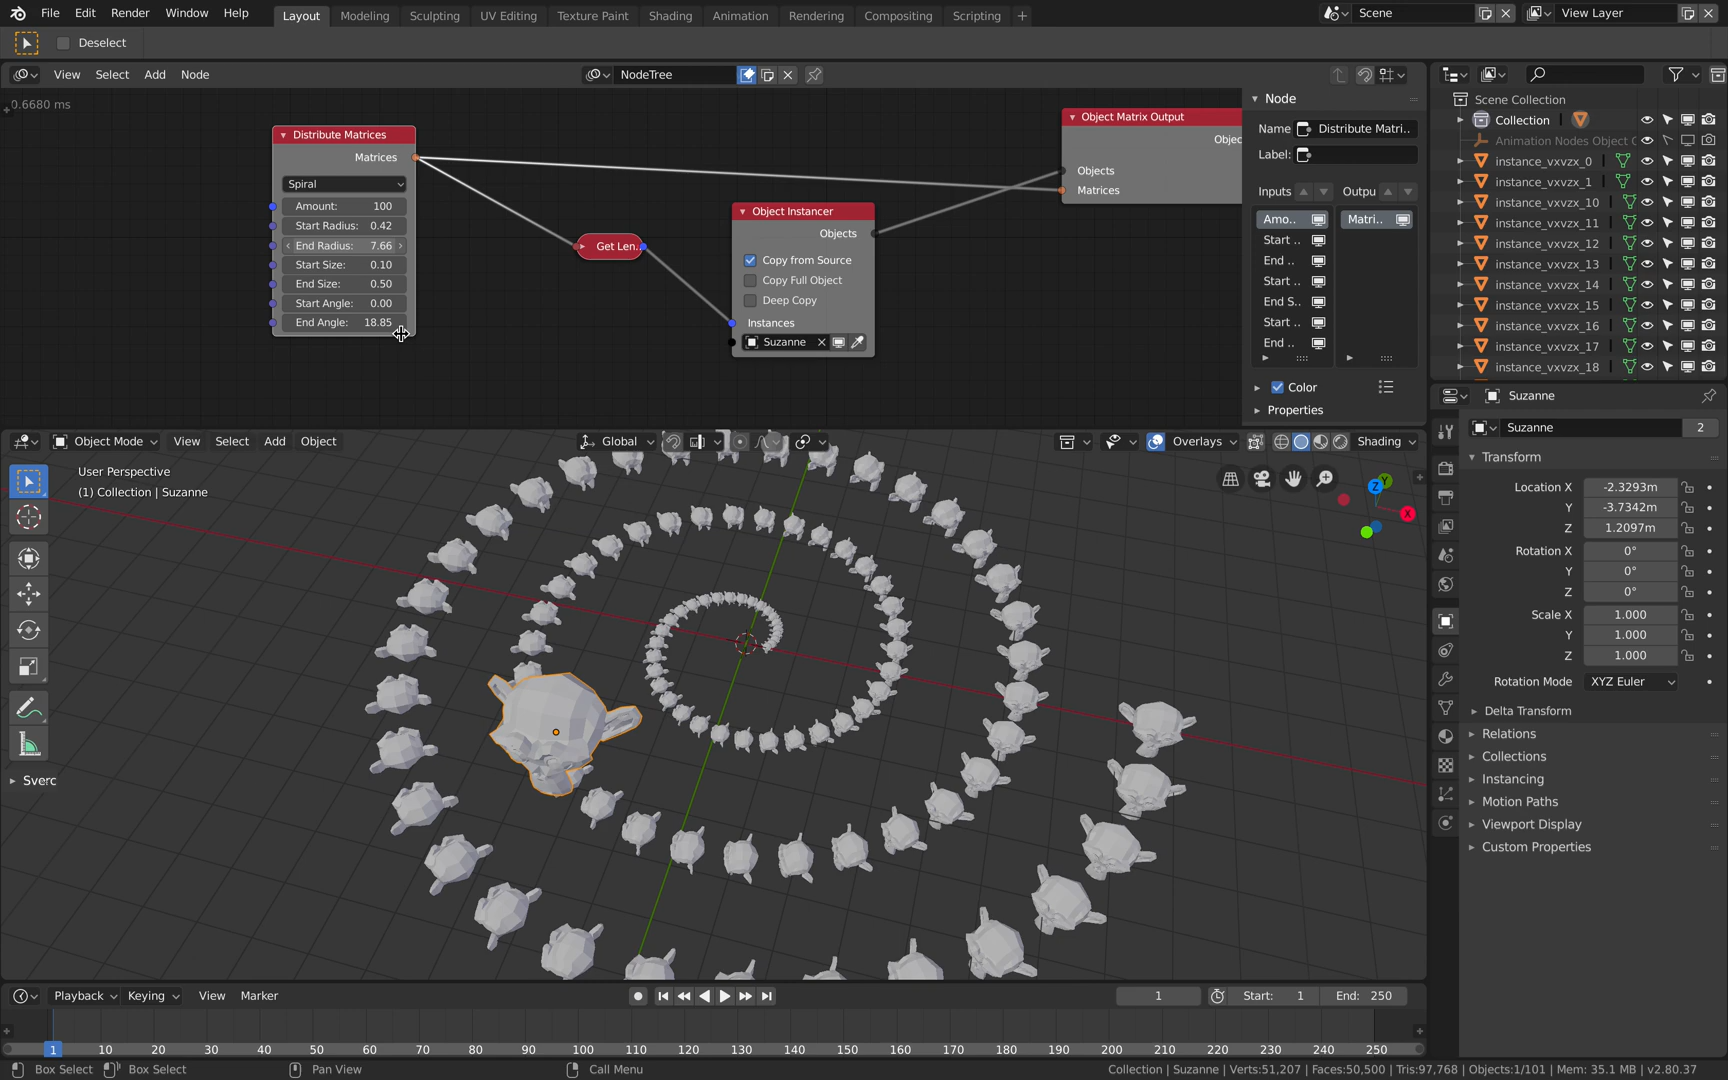 File Edit Render Window Help Layout Modeling Sculpting UV Editing Texture Paint Shading Animation Rendering Compositing Scripting + Scene View Layer
Deselect
View Select Add Node NodeTree
0.6680 ms
Distribute Matrices
Matrices
Spiral
Amount: 100
Start Radius: 0.42
End Radius: 7.66
Start Size: 0.10
End Size: 0.50
Start Angle: 0.00
End Angle: 18.85
Get Len..
Object Instancer
Objects
Copy from Source
Copy Full Object
Deep Copy
Instances
Suzanne
Object Matrix Output
Objec
Objects
Matrices
Node
Name Distribute Matri..
Label:
Inputs Outpu
Amo.. Matri..
Start ..
End ..
Start ..
End S..
Start ..
End ..
Color
Properties
Scene Collection
Collection
Animation Nodes Object C
instance_vxvzx_0
instance_vxvzx_1
instance_vxvzx_10
instance_vxvzx_11
instance_vxvzx_12
instance_vxvzx_13
instance_vxvzx_14
instance_vxvzx_15
instance_vxvzx_16
instance_vxvzx_17
instance_vxvzx_18
Object Mode View Select Add Object Global Overlays Shading
User Perspective
(1) Collection | Suzanne
Z Y X
Sverc
Suzanne
Suzanne 2
Transform
Location X -2.3293m
Y -3.7342m
Z 1.2097m
Rotation X 0°
Y 0°
Z 0°
Scale X 1.000
Y 1.000
Z 1.000
Rotation Mode XYZ Euler
Delta Transform
Relations
Collections
Instancing
Motion Paths
Viewport Display
Custom Properties
Playback Keying View Marker 1 Start: 1 End: 250
1 10 20 30 40 50 60 70 80 90 100 110 120 130 140 150 160 170 180 190 200 210 220 230 240 250
Box Select Box Select Pan View Call Menu Collection | Suzanne | Verts:51,207 | Faces:50,500 | Tris:97,768 | Objects:1/101 | Mem: 35.1 MB | v2.80.37